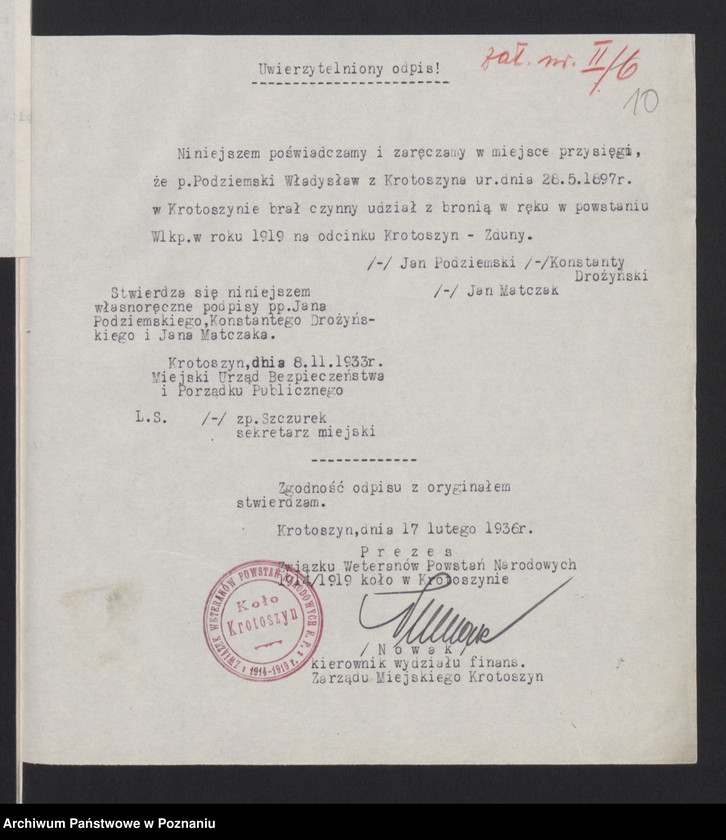 Uwierzytelniony odpis!
zał. nr. II/6
10
Niniejszem poświadczamy i zaręczamy w miejsce przysięgi,
że p.Podziemski Władysław z Krotoszyna ur.dnia 28.5.1897r.
w Krotoszynie brał czynny udział z bronią w ręku w powstaniu
Wlkp.w roku 1919 na odcinku Krotoszyn - Zduny.
/-/ Jan Podziemski /-/Konstanty
Drożyński
/-/ Jan Matczak
Stwierdza się niniejszem
własnoręczne podpisy pp.Jana
Podziemskiego,Konstantego Drożyńs-
kiego i Jana Matczaka.
Krotoszyn,dnia 8.11.1933r.
Miejski Urząd Bezpieczeństwa
i Porządku Publicznego
L.S. /-/ zp.Szczurek
sekretarz miejski
Zgodność odpisu z oryginałem
stwierdzam.
Krotoszyn,dnia 17 lutego 1936r.
P r e z e s
Związku Weteranów Powstań Narodowych
1914/1919 koło w Krotoszynie
ZWIĄZEK WETERANÓW POWSTAŃ NARODOWYCH R.P.
1914-1919 r.
Koło
Krotoszyn
/ N o w a k /
kierownik wydziału finans.
Zarządu Miejskiego Krotoszyn
Archiwum Państwowe w Poznaniu